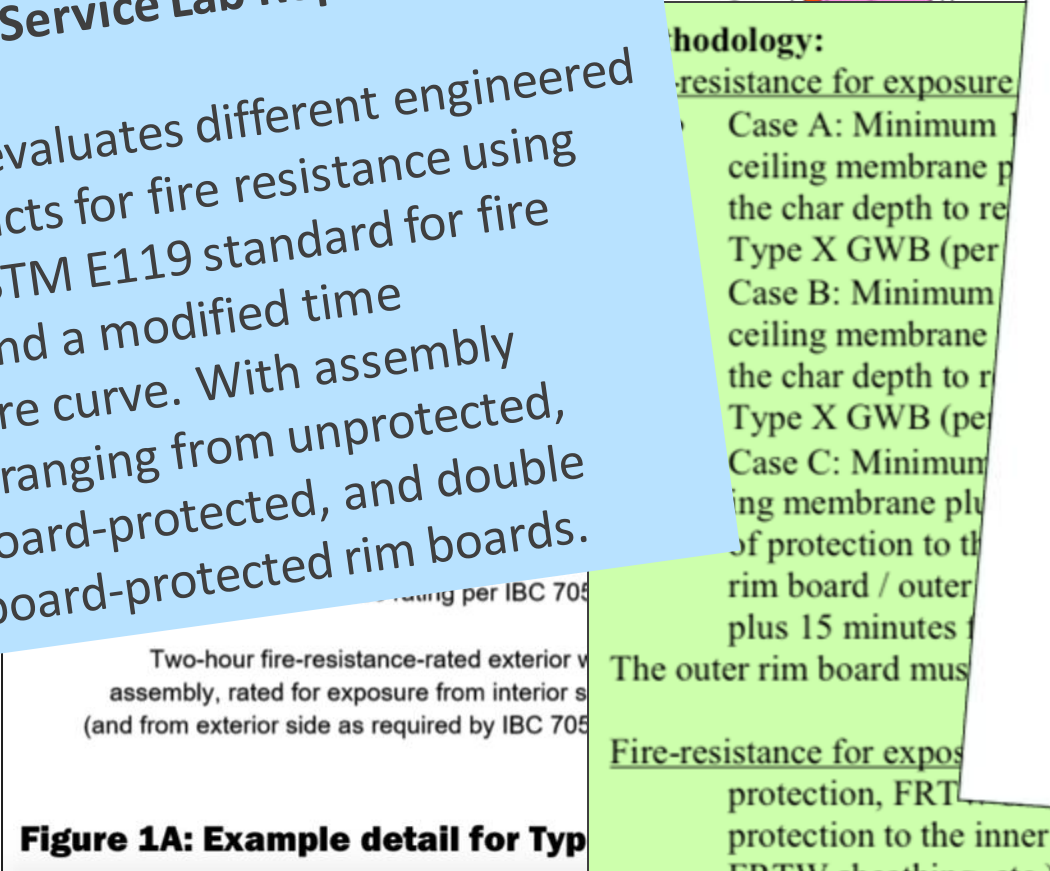 Service Lab
evaluates different engineered
cts for fire resistance using
STM E119 standard for fire
nd a modified time
re curve. With assembly
ranging from unprotected,
oard-protected, and double
board-protected rim boards.
per IBC 705
Two-hour fire-resistance-rated exterior w
assembly, rated for exposure from interior s
(and from exterior side as required by IBC 705
Figure 1A: Example detail for Typ
hodology:
-resistance for exposure
Case A: Minimum 1
ceiling membrane p
the char depth to re
Type X GWB (per
Case B: Minimum
ceiling membrane
the char depth to r
Type X GWB (per
Case C: Minimum
ing membrane plu
of protection to th
rim board / outer
plus 15 minutes f
The outer rim board mus
Fire-resistance for expos
protection, FRT
protection to the inner
FRTW sheathing, etc.)